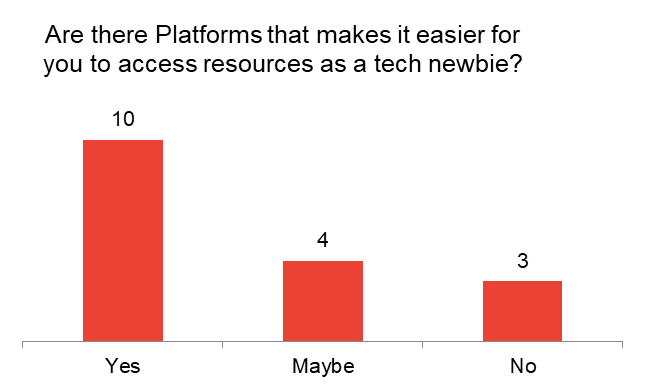 Are there Platforms that makes it easier for
you to access resources as a tech newbie?
10
4
3
Yes Maybe No